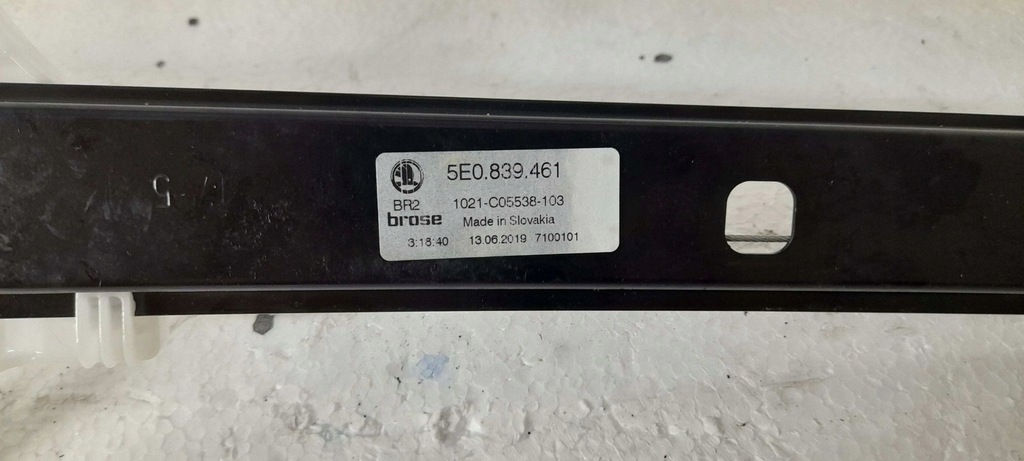 5E0.839.461
BR2
1021-C05538-103
brose
Made in Slovakia
3:18:40 13.06.2019 7100101